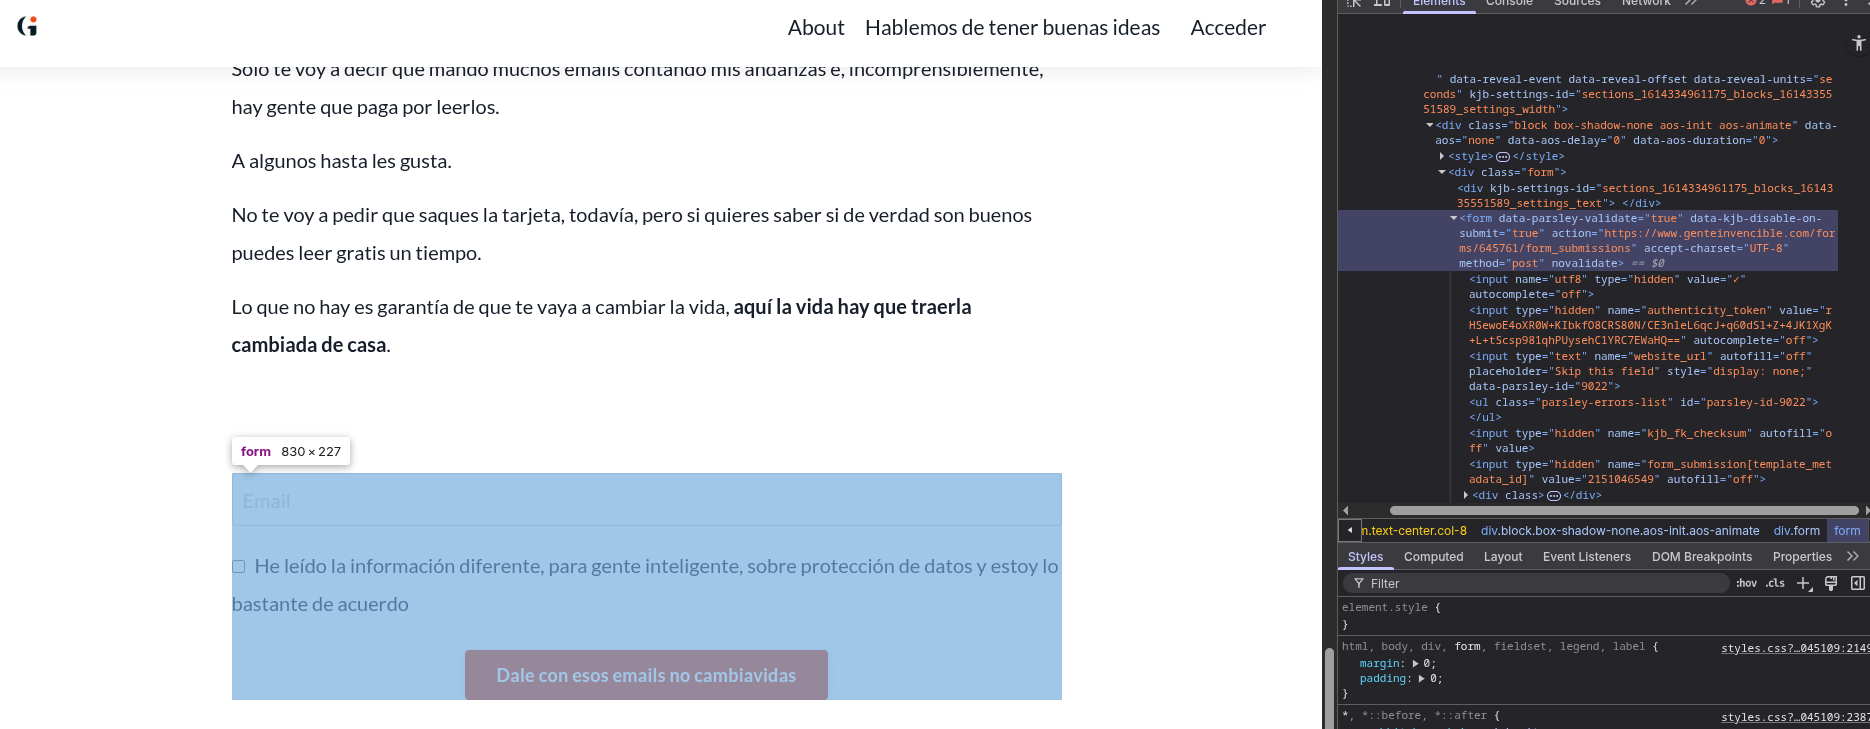 About Hablemos de tener buenas ideas Acceder
Solo te voy a decir que mando muchos emails contando mis andanzas e, incomprensiblemente,
hay gente que paga por leerlos.
A algunos hasta les gusta.
No te voy a pedir que saques la tarjeta, todavía, pero si quieres saber si de verdad son buenos
puedes leer gratis un tiempo.
Lo que no hay es garantía de que te vaya a cambiar la vida, aquí la vida hay que traerla
cambiada de casa.
form 830 × 227
Email
He leído la información diferente, para gente inteligente, sobre protección de datos y estoy lo
bastante de acuerdo
Dale con esos emails no cambiavidas
Elements Console Sources Network
" data-reveal-event data-reveal-offset data-reveal-units="se
conds" kjb-settings-id="sections_1614334961175_blocks_16143355
51589_settings_width">
<div class="block box-shadow-none aos-init aos-animate" data-
aos="none" data-aos-delay="0" data-aos-duration="0">
<style>…</style>
<div class="form">
<div kjb-settings-id="sections_1614334961175_blocks_16143
35551589_settings_text"> </div>
<form data-parsley-validate="true" data-kjb-disable-on-
submit="true" action="https://www.genteinvencible.com/for
ms/645761/form_submissions" accept-charset="UTF-8"
method="post" novalidate> == $0
<input name="utf8" type="hidden" value="✓"
autocomplete="off">
<input type="hidden" name="authenticity_token" value="r
HSewoE4oXR0W+KIbkfO8CRS80N/CE3nleL6qcJ+q60dSl+Z+4JK1XgK
+L+tScsp981qhPUysehC1YRC7EWaHQ==" autocomplete="off">
<input type="text" name="website_url" autofill="off"
placeholder="Skip this field" style="display: none;"
data-parsley-id="9022">
<ul class="parsley-errors-list" id="parsley-id-9022">
</ul>
<input type="hidden" name="kjb_fk_checksum" autofill="o
ff" value>
<input type="hidden" name="form_submission[template_met
adata_id]" value="2151046549" autofill="off">
<div class>…</div>
n.text-center.col-8 div.block.box-shadow-none.aos-init.aos-animate div.form form
Styles Computed Layout Event Listeners DOM Breakpoints Properties
Filter :hov .cls
element.style {
}
html, body, div, form, fieldset, legend, label { styles.css?…045109:2149
margin: 0;
padding: 0;
}
*, *::before, *::after { styles.css?…045109:2387